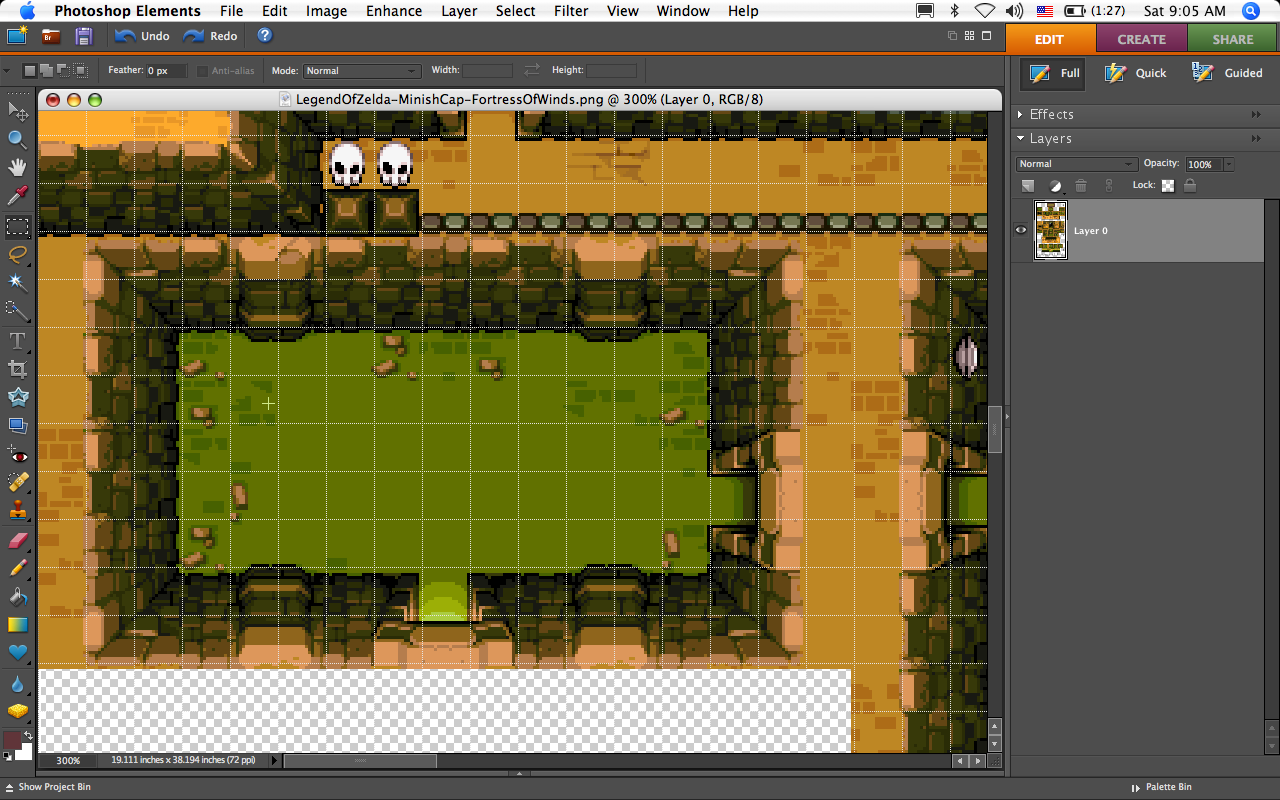 Photoshop Elements File Edit Image Enhance Layer Select Filter View Window Help (1:27) Sat 9:05 AM
Br Undo Redo ? EDIT CREATE SHARE
Feather: 0 px Anti-alias Mode: Normal Width: Height: Full Quick Guided
LegendOfZelda-MinishCap-FortressOfWinds.png @ 300% (Layer 0, RGB/8)
Effects
Layers
Normal Opacity: 100%
Lock:
Layer 0
T
300% 19.111 inches x 38.194 inches (72 ppi)
Show Project Bin Palette Bin